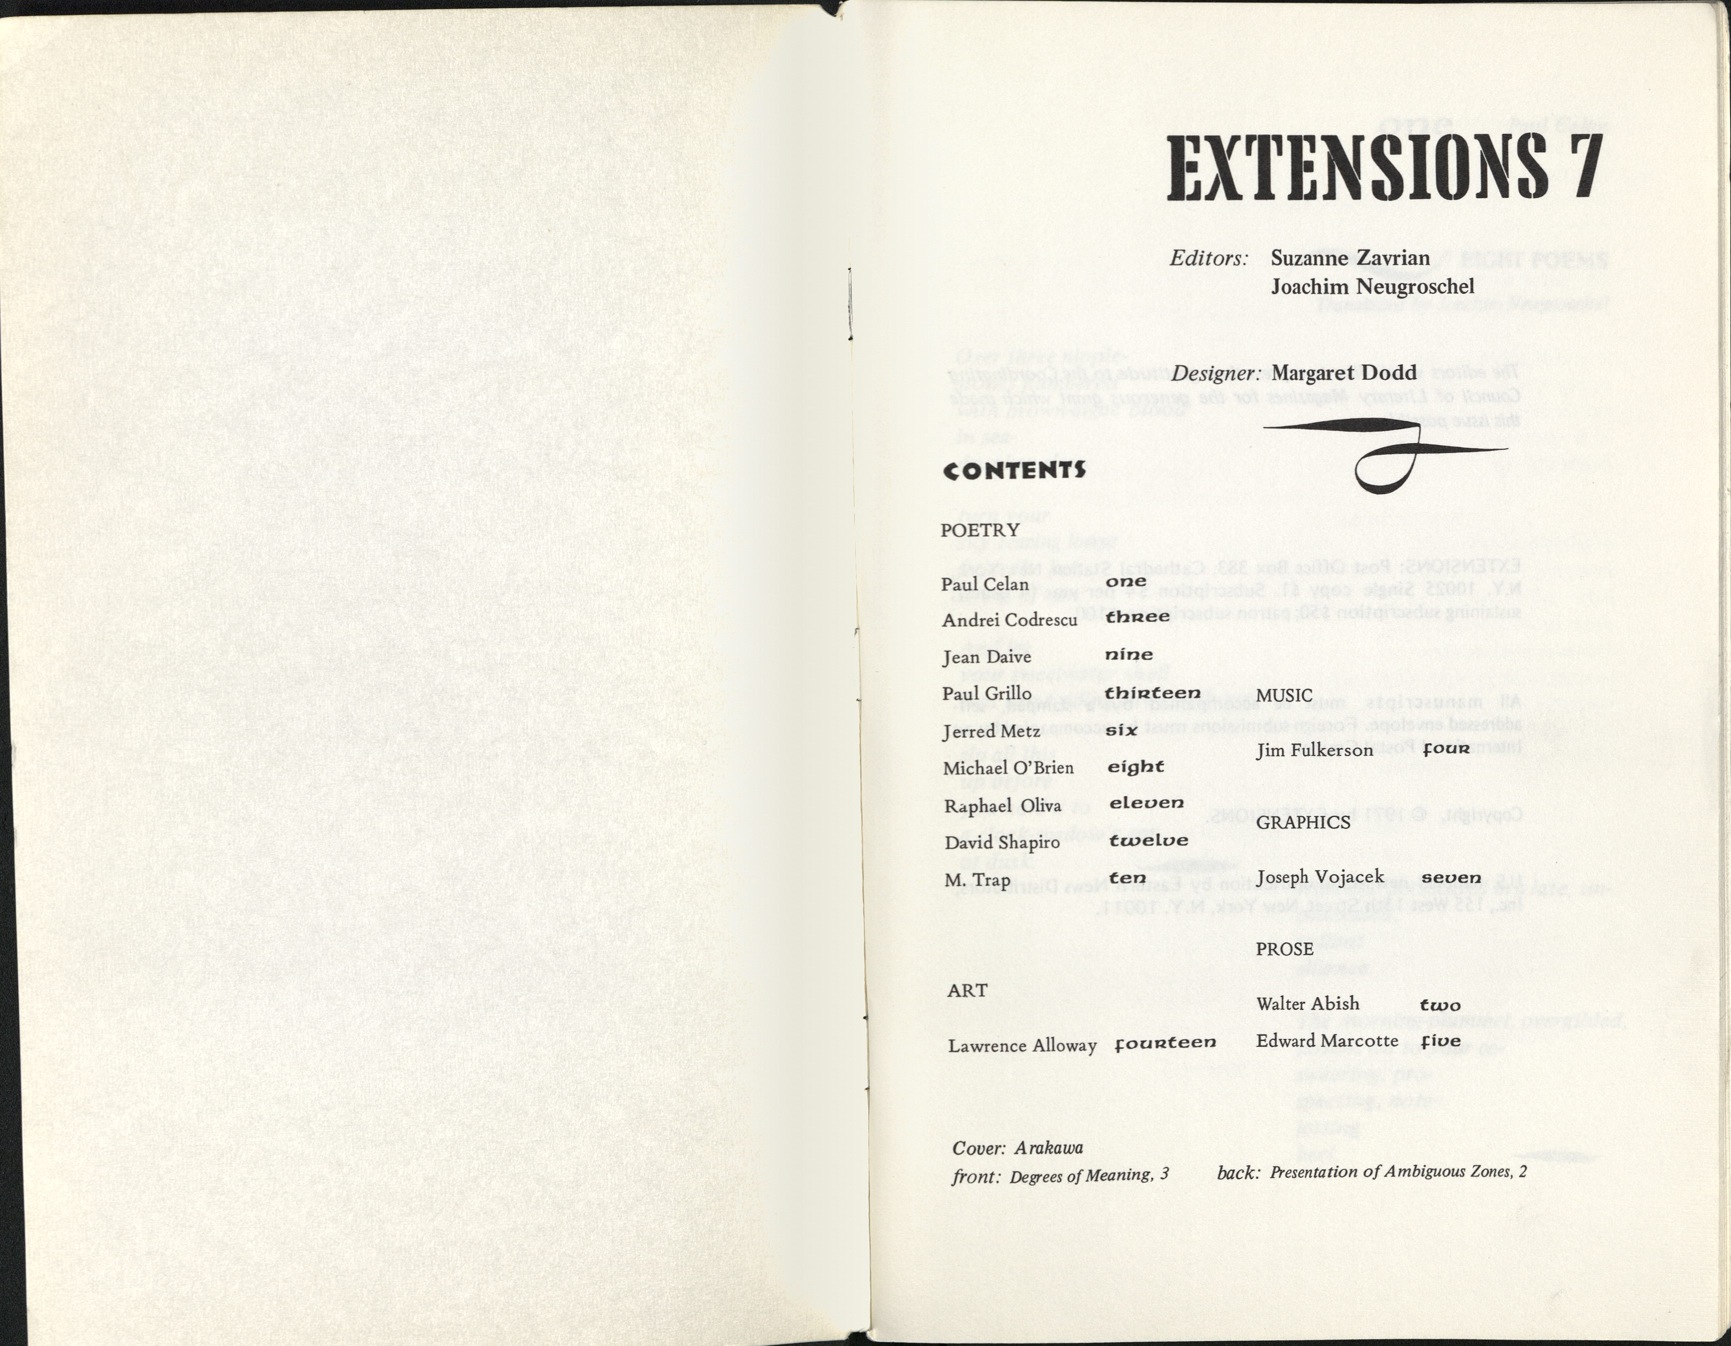 EXTENSIONS 7
Editors: Suzanne Zavrian
Joachim Neugroschel
Designer: Margaret Dodd
CONTENTS
POETRY
Paul Celan one
Andrei Codrescu three
Jean Daive nine
Paul Grillo thirteen
Jerred Metz six
Michael O'Brien eight
Raphael Oliva eleven
David Shapiro twelve
M. Trap ten
ART
Lawrence Alloway fourteen
MUSIC
Jim Fulkerson four
GRAPHICS
Joseph Vojacek seven
PROSE
Walter Abish two
Edward Marcotte five
Cover: Arakawa
front: Degrees of Meaning, 3 back: Presentation of Ambiguous Zones, 2